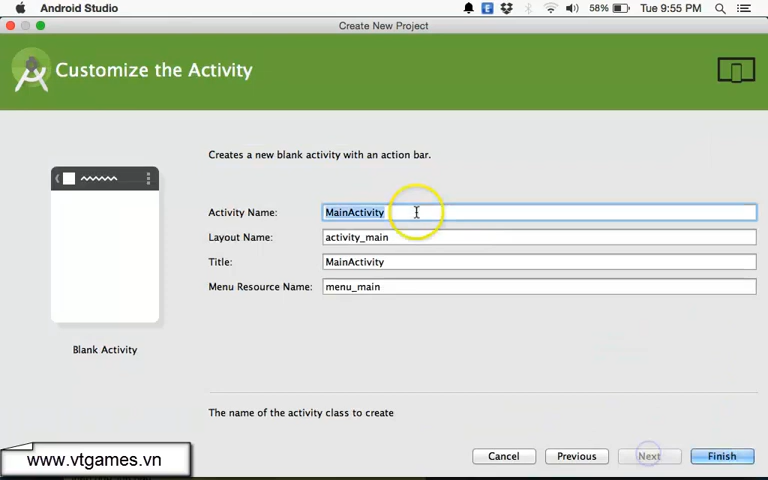 Android Studio
58%
Tue 9:55 PM
Create New Project
Customize the Activity
Creates a new blank activity with an action bar.
Activity Name: MainActivity
Layout Name: activity_main
Title: MainActivity
Menu Resource Name: menu_main
Blank Activity
The name of the activity class to create
Cancel
Previous
Next
Finish
www.vtgames.vn